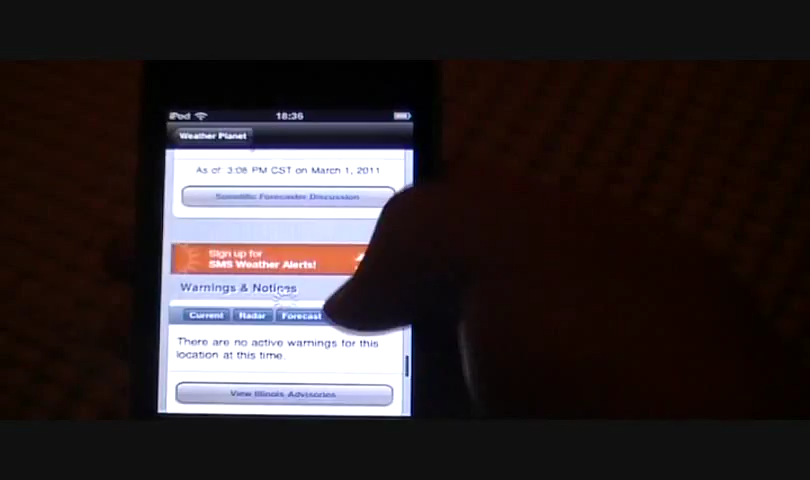 iPod 18:36
Weather Planet
As of 3:08 PM CST on March 1, 2011
Scientific Forecaster Discussion
Sign up for
SMS Weather Alerts!
Warnings & Notices
Current Radar Forecast
There are no active warnings for this
location at this time.
View Illinois Advisories